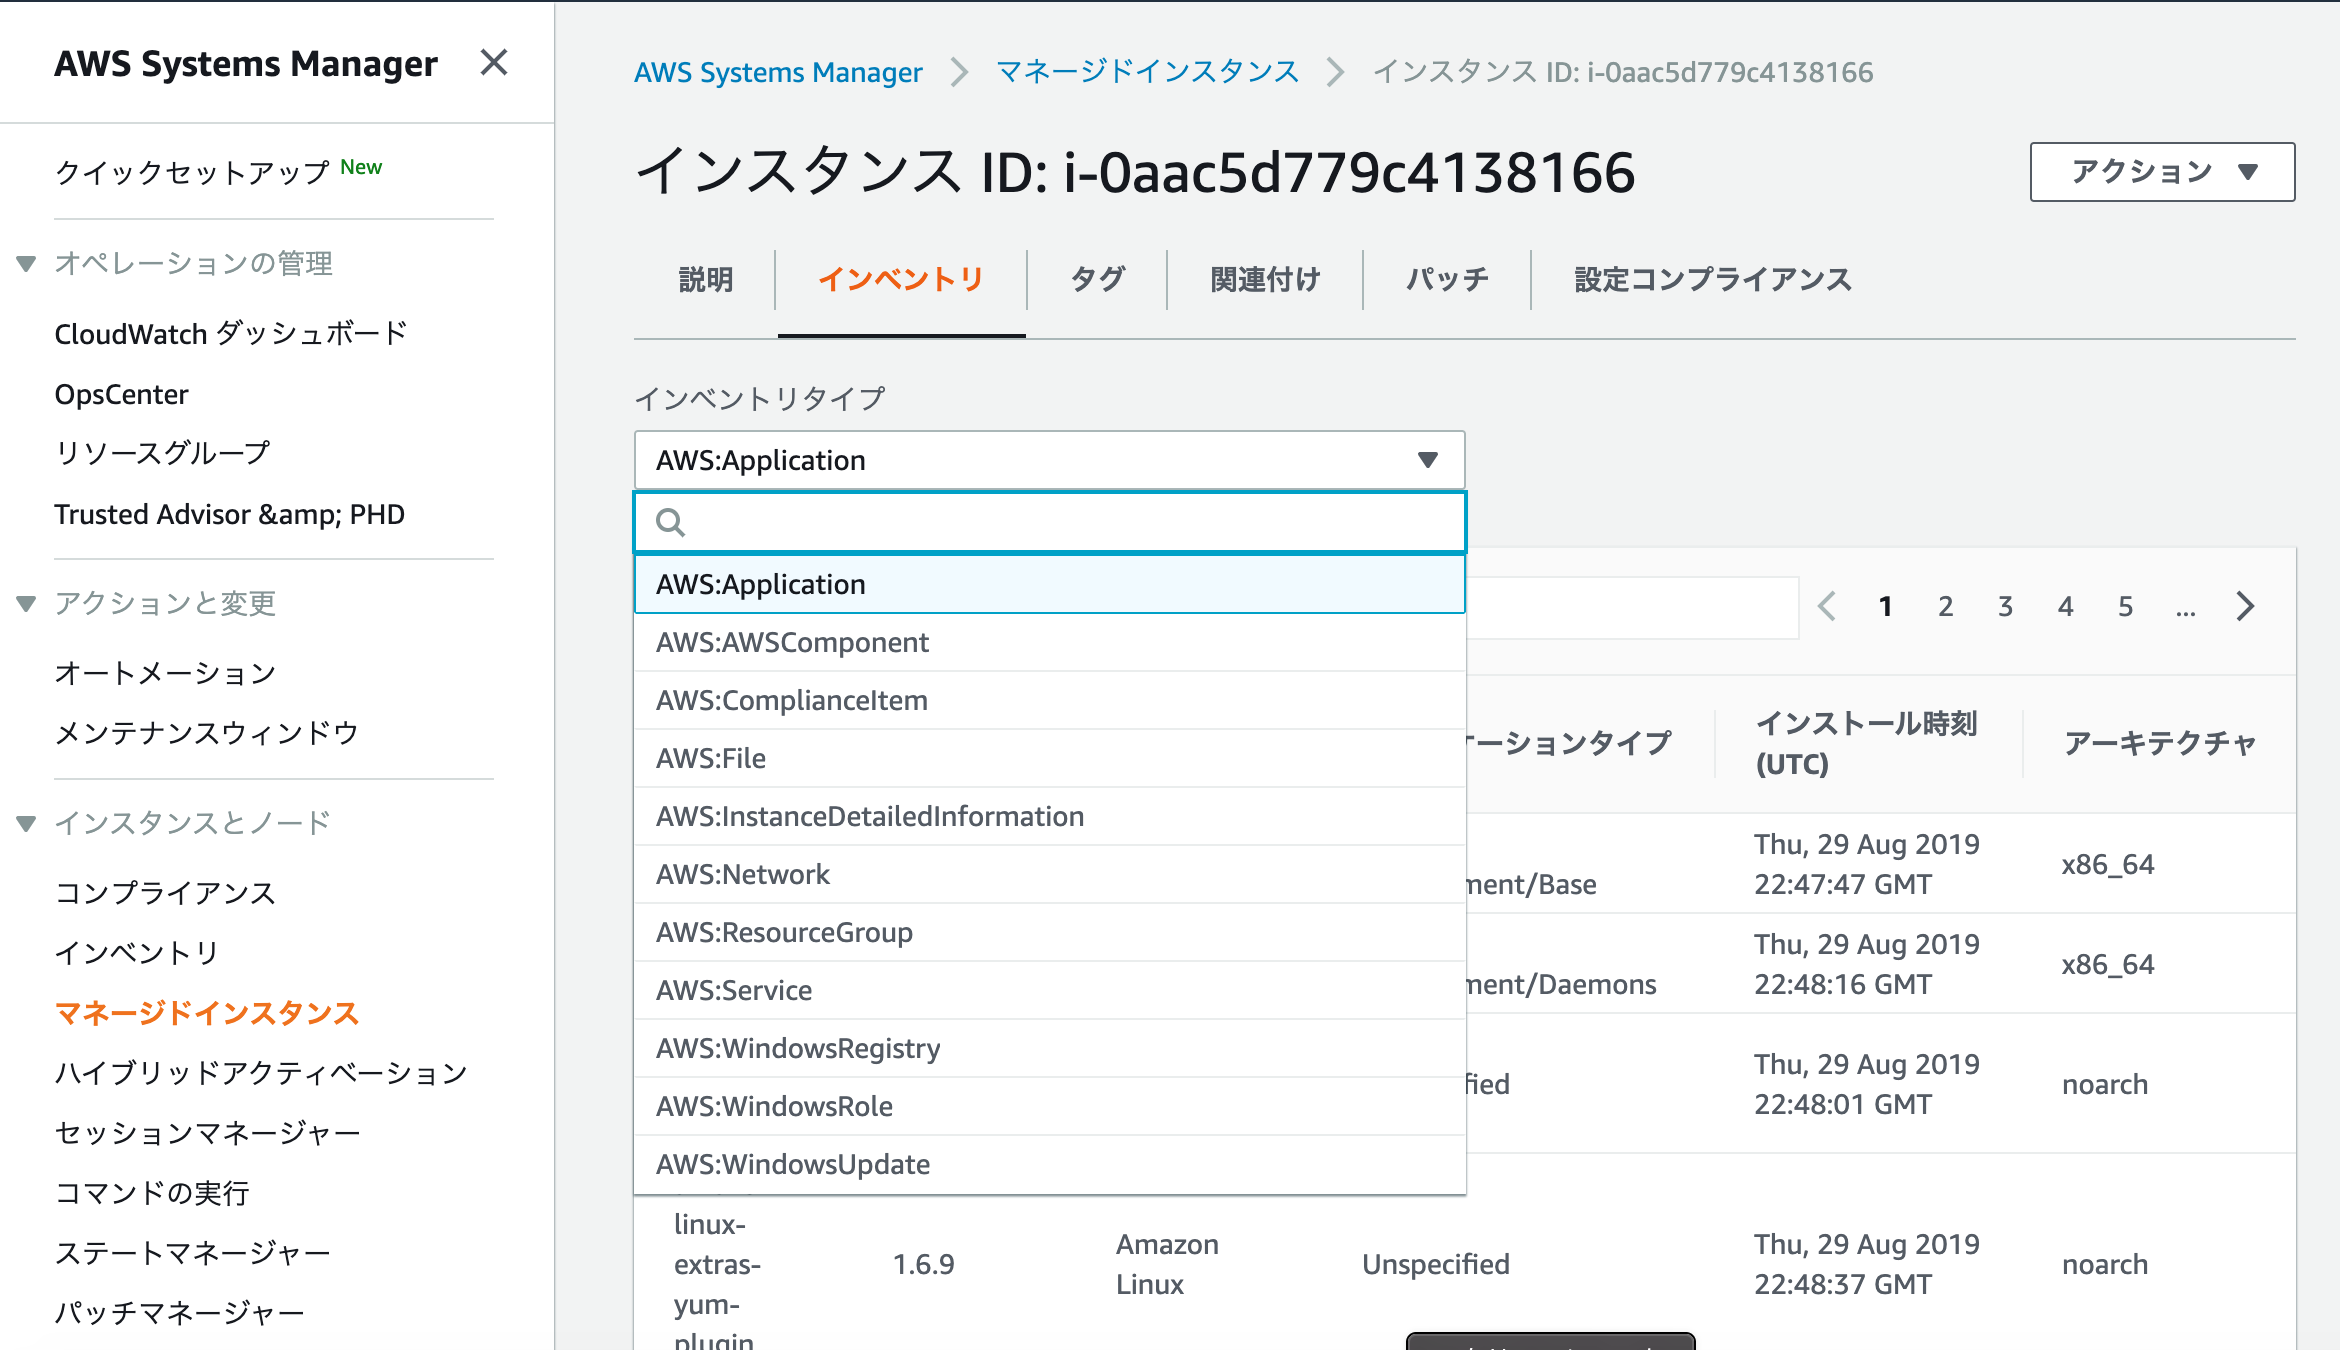 AWS Systems Manager
クイックセットアップ New
オペレーションの管理
CloudWatch ダッシュボード
OpsCenter
リソースグループ
Trusted Advisor &amp; PHD
アクションと変更
オートメーション
メンテナンスウィンドウ
インスタンスとノード
コンプライアンス
インベントリ
マネージドインスタンス
ハイブリッドアクティベーション
セッションマネージャー
コマンドの実行
ステートマネージャー
パッチマネージャー
AWS Systems Manager マネージドインスタンス インスタンス ID: i-0aac5d779c4138166
インスタンス ID: i-0aac5d779c4138166
アクション
説明 インベントリ タグ 関連付け パッチ 設定コンプライアンス
インベントリタイプ
AWS:Application
AWS:Application
AWS:AWSComponent
AWS:ComplianceItem
AWS:File
AWS:InstanceDetailedInformation
AWS:Network
AWS:ResourceGroup
AWS:Service
AWS:WindowsRegistry
AWS:WindowsRole
AWS:WindowsUpdate
1 2 3 4 5 ...
ーションタイプ
インストール時刻
(UTC)
アーキテクチャ
ment/Base
Thu, 29 Aug 2019
22:47:47 GMT
x86_64
ment/Daemons
Thu, 29 Aug 2019
22:48:16 GMT
x86_64
fied
Thu, 29 Aug 2019
22:48:01 GMT
noarch
linux-
extras-
yum-
plugin
1.6.9
Amazon
Linux
Unspecified
Thu, 29 Aug 2019
22:48:37 GMT
noarch